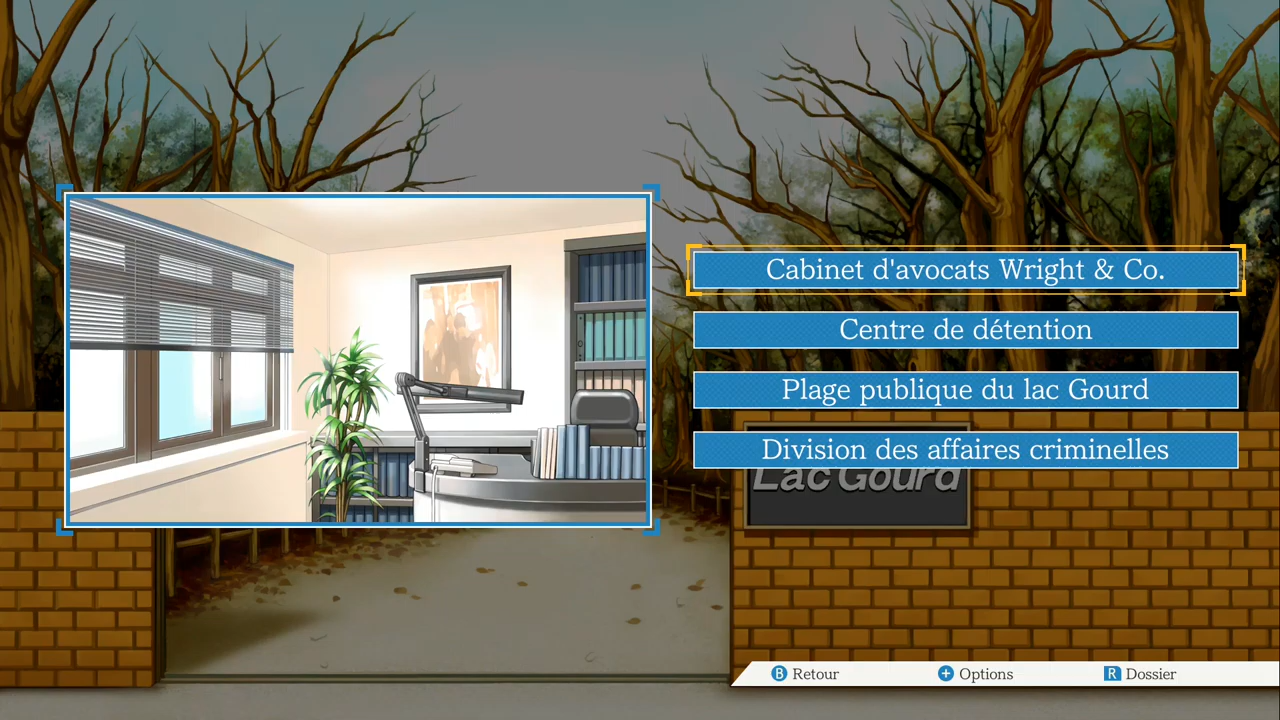 Cabinet d'avocats Wright & Co.
Centre de détention
Plage publique du lac Gourd
Division des affaires criminelles
Lac Gourd
B Retour
+ Options
R Dossier